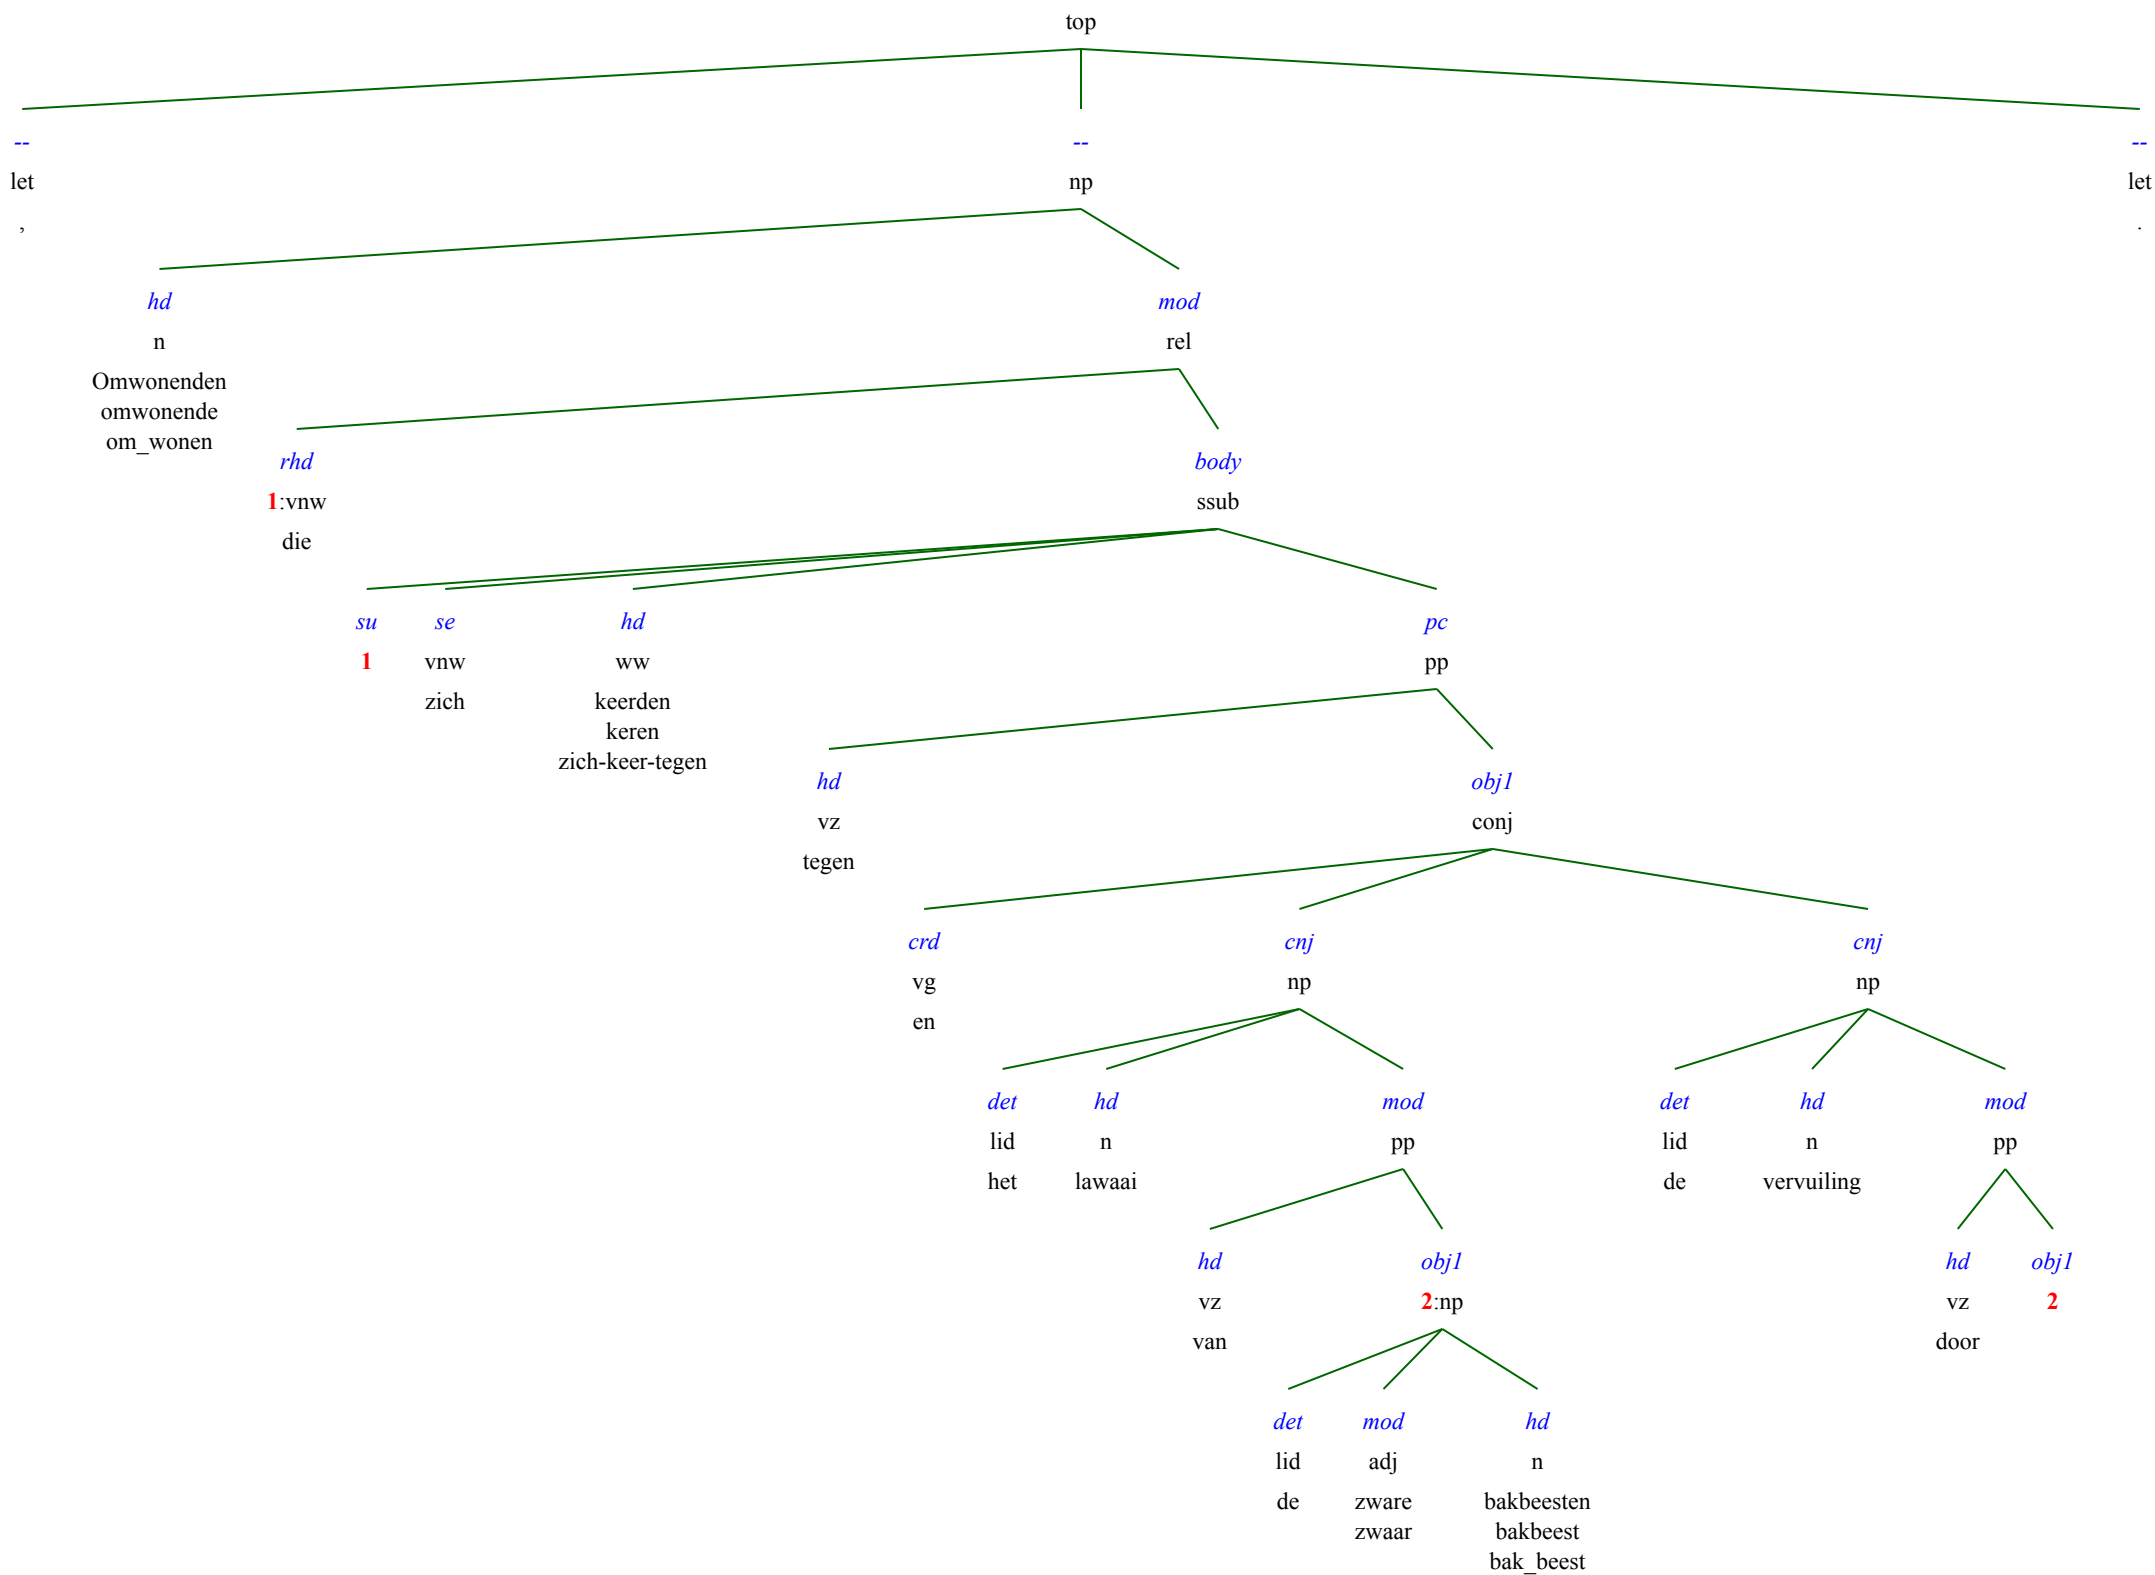 top
-- -- --
let np let
, .
hd mod
n rel
Omwonenden
omwonende
om_wonen
rhd body
1:vnw ssub
die
su se hd pc
1 vnw ww pp
zich keerden
keren
zich-keer-tegen
hd obj1
vz conj
tegen
crd cnj cnj
vg np np
en
det hd mod det hd mod
lid n pp lid n pp
het lawaai de vervuiling
hd obj1 hd obj1
vz 2:np vz 2
van door
det mod hd
lid adj n
de zware bakbeesten
zwaar bakbeest
bak_beest